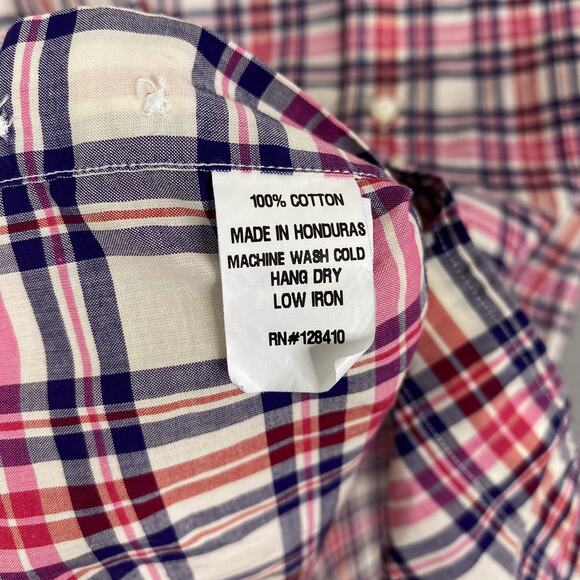 100% COTTON
MADE IN HONDURAS
MACHINE WASH COLD
HANG DRY
LOW IRON
RN#128410